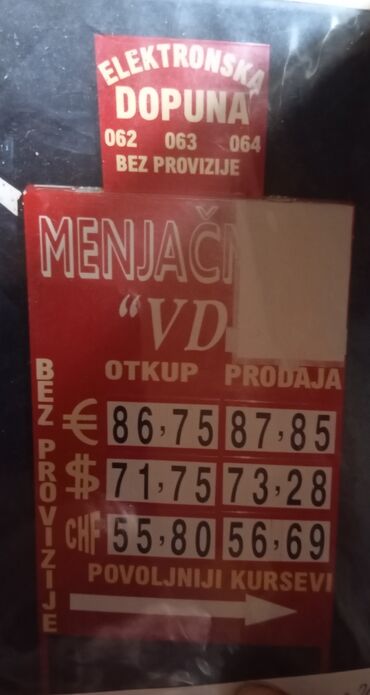 ELEKTRONSKA
DOPUNA
062 063 064
BEZ PROVIZIJE
"VD
OTKUP PRODAJA
BEZ PROVIZIJE
€ 86,75 87,85
$ 71,75 73,28
CHF 55,80 56,69
POVOLJNIJI KURSEVI